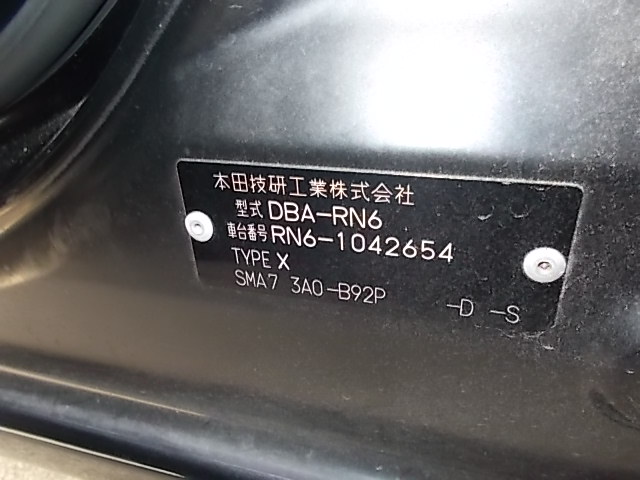 本田技研工業株式会社
型式 DBA-RN6
車台番号 RN6-1042654
TYPE X
SMA7 3A0-B92P -D -S